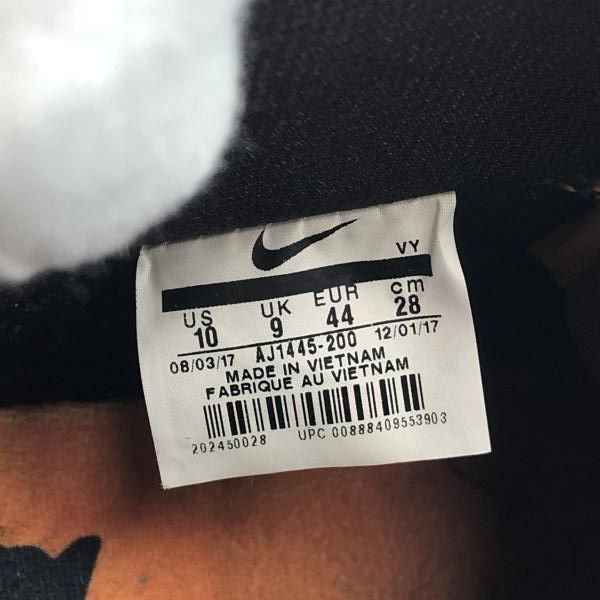 VY
US UK EUR cm
10 9 44 28
08/03/17 AJ1445-200 12/01/17
MADE IN VIETNAM
FABRIQUE AU VIETNAM
202450028 UPC 00888409553903